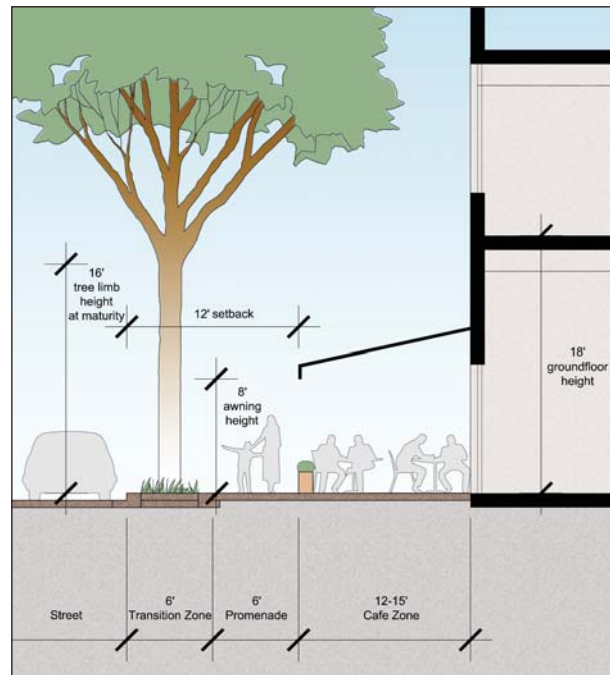 16'
tree limb
height
at maturity
12' setback
8'
awning
height
18'
groundfloor
height
Street
6'
Transition Zone
6'
Promenade
12-15'
Cafe Zone